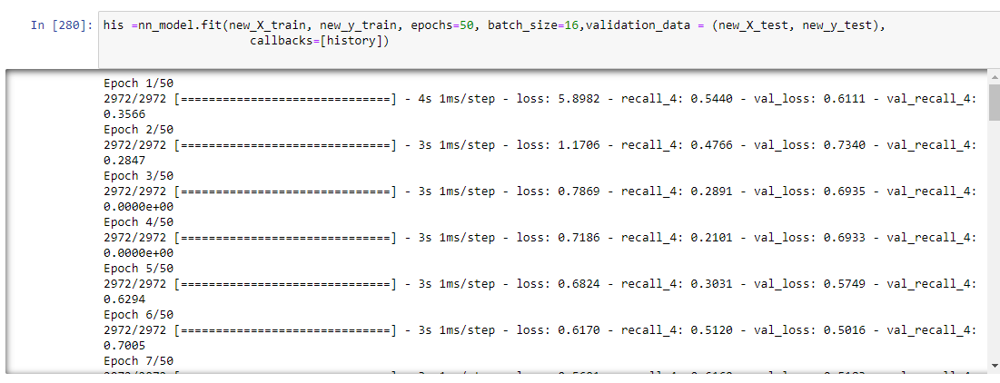 In [280]: his =nn_model.fit(new_X_train, new_y_train, epochs=50, batch_size=16,validation_data = (new_X_test, new_y_test),
callbacks=[history])
Epoch 1/50
2972/2972 [==============================] - 4s 1ms/step - loss: 5.8982 - recall_4: 0.5440 - val_loss: 0.6111 - val_recall_4:
0.3566
Epoch 2/50
2972/2972 [==============================] - 3s 1ms/step - loss: 1.1706 - recall_4: 0.4766 - val_loss: 0.7340 - val_recall_4:
0.2847
Epoch 3/50
2972/2972 [==============================] - 3s 1ms/step - loss: 0.7869 - recall_4: 0.2891 - val_loss: 0.6935 - val_recall_4:
0.0000e+00
Epoch 4/50
2972/2972 [==============================] - 3s 1ms/step - loss: 0.7186 - recall_4: 0.2101 - val_loss: 0.6933 - val_recall_4:
0.0000e+00
Epoch 5/50
2972/2972 [==============================] - 3s 1ms/step - loss: 0.6824 - recall_4: 0.3031 - val_loss: 0.5749 - val_recall_4:
0.6294
Epoch 6/50
2972/2972 [==============================] - 3s 1ms/step - loss: 0.6170 - recall_4: 0.5120 - val_loss: 0.5016 - val_recall_4:
0.7005
Epoch 7/50